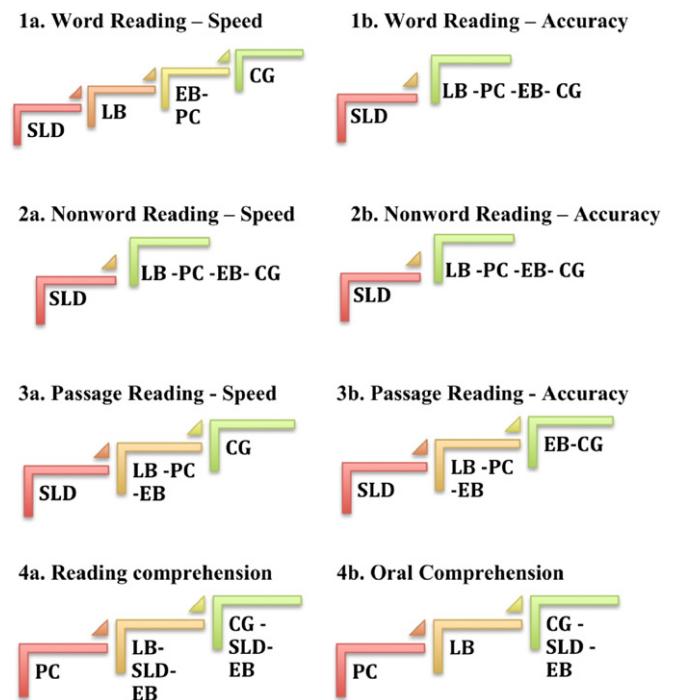 1a. Word Reading – Speed
SLD
LB
EB-
PC
CG
1b. Word Reading – Accuracy
SLD
LB -PC -EB- CG
2a. Nonword Reading – Speed
SLD
LB -PC -EB- CG
2b. Nonword Reading – Accuracy
SLD
LB -PC -EB- CG
3a. Passage Reading - Speed
SLD
LB -PC
-EB
CG
3b. Passage Reading - Accuracy
SLD
LB -PC
-EB
EB-CG
4a. Reading comprehension
PC
LB-
SLD-
EB
CG -
SLD-
EB
4b. Oral Comprehension
PC
LB
CG -
SLD -
EB